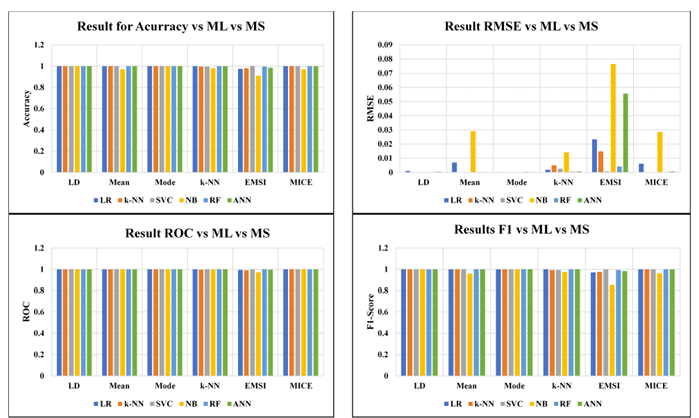 Result for Acurracy vs ML vs MS
1.2
1
0.8
0.6
0.4
0.2
0
Accuracy
LD Mean Mode k-NN EMSI MICE
LR k-NN SVC NB RF ANN
Result RMSE vs ML vs MS
0.09
0.08
0.07
0.06
0.05
0.04
0.03
0.02
0.01
0
RMSE
LD Mean Mode k-NN EMSI MICE
LR k-NN SVC NB RF ANN
Result ROC vs ML vs MS
1.2
1
0.8
0.6
0.4
0.2
0
ROC
LD Mean Mode k-NN EMSI MICE
LR k-NN SVC NB RF ANN
Results F1 vs ML vs MS
1.2
1
0.8
0.6
0.4
0.2
0
F1-Score
LD Mean Mode k-NN EMSI MICE
LR k-NN SVC NB RF ANN